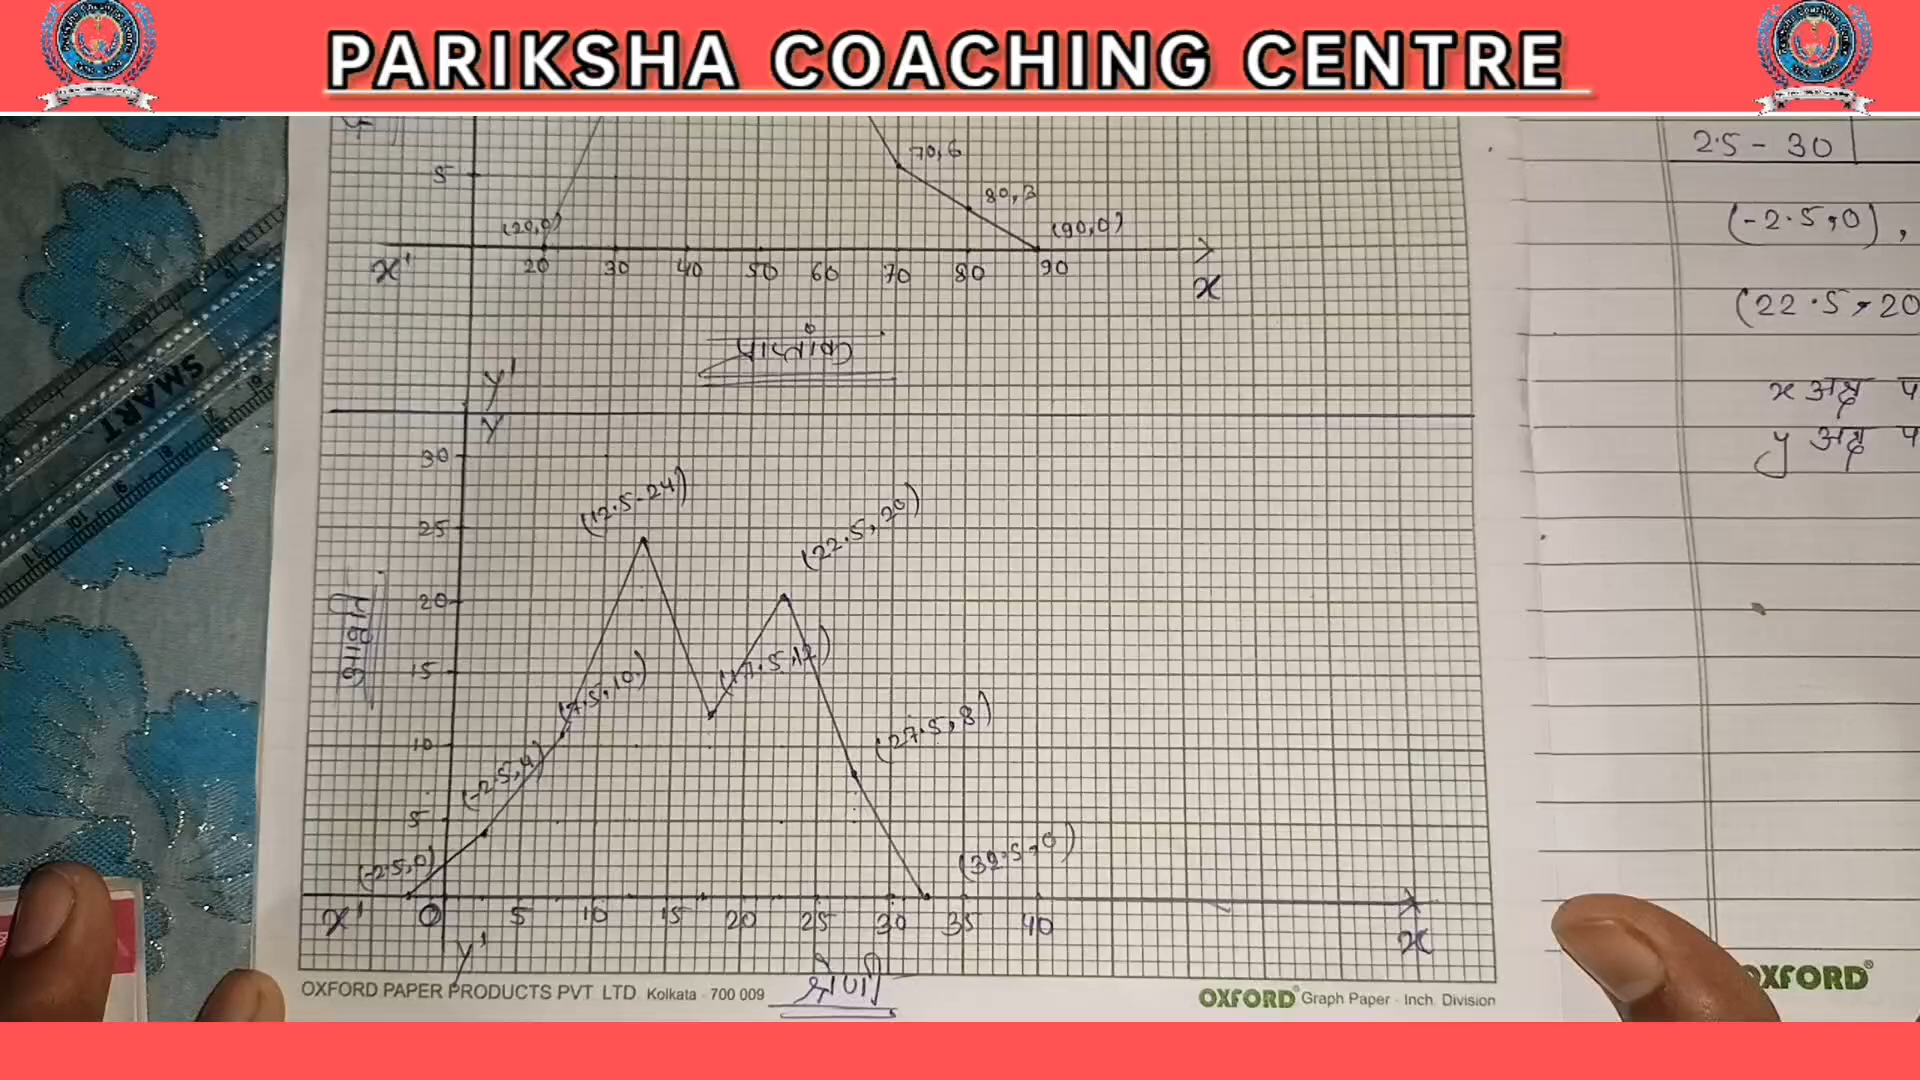 PARIKSHA COACHING CENTRE
5
70,6
80,3
(20,0)
(90,0)
x'
20
30
40
50
60
70
80
90
x
प्राप्तांक
y'
y
30
25
20
15
10
5
बारंबारता
(12.5-24)
(22.5, 20)
(7.5, 10)
(17.5, 12)
(-2.5, 4)
(27.5, 8)
(-2.5, 0)
(32.5, 0)
x'
0
5
10
15
20
25
30
35
40
x
y'
श्रेणी
OXFORD PAPER PRODUCTS PVT LTD Kolkata - 700 009
OXFORD® Graph Paper - Inch Division
2.5 - 30
(-2.5, 0),
(22.5, 20
x अक्ष प
y अक्ष प
OXFORD®
SMART